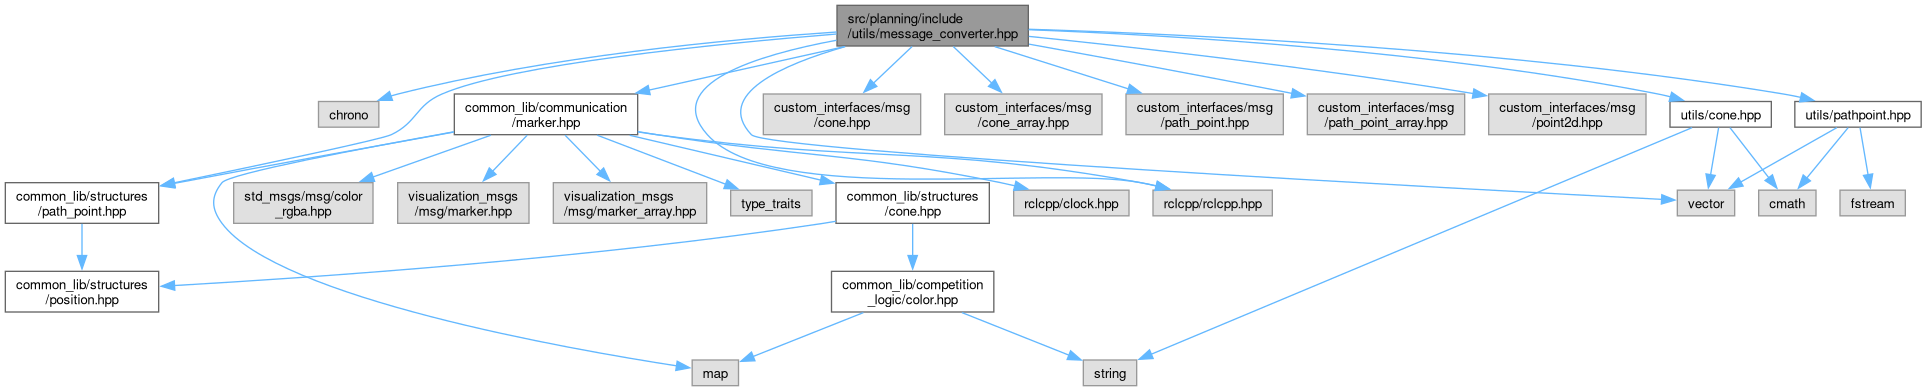 src/planning/include
/utils/message_converter.hpp
chrono
common_lib/communication
/marker.hpp
custom_interfaces/msg
/cone.hpp
custom_interfaces/msg
/cone_array.hpp
custom_interfaces/msg
/path_point.hpp
custom_interfaces/msg
/path_point_array.hpp
custom_interfaces/msg
/point2d.hpp
utils/cone.hpp
utils/pathpoint.hpp
common_lib/structures
/path_point.hpp
std_msgs/msg/color
_rgba.hpp
visualization_msgs
/msg/marker.hpp
visualization_msgs
/msg/marker_array.hpp
type_traits
common_lib/structures
/cone.hpp
rclcpp/clock.hpp
rclcpp/rclcpp.hpp
vector
cmath
fstream
common_lib/structures
/position.hpp
common_lib/competition
_logic/color.hpp
map
string